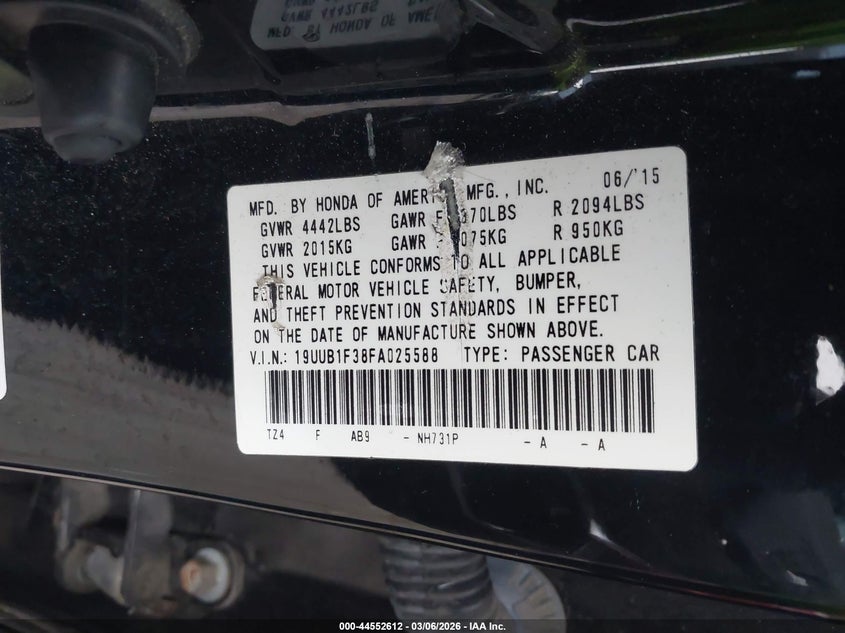 MFD. BY HONDA OF AMER MFG., INC. 06/'15
GVWR 4442LBS GAWR F 370LBS R 2094LBS
GVWR 2015KG GAWR 075KG R 950KG
THIS VEHICLE CONFORMS TO ALL APPLICABLE
FEDERAL MOTOR VEHICLE SAFETY, BUMPER,
AND THEFT PREVENTION STANDARDS IN EFFECT
ON THE DATE OF MANUFACTURE SHOWN ABOVE.
V.I.N.: 19UUB1F38FA025588 TYPE: PASSENGER CAR
TZ4 F AB9 - NH731P - A - A
000-44552612 - 03/06/2026 - IAA Inc.